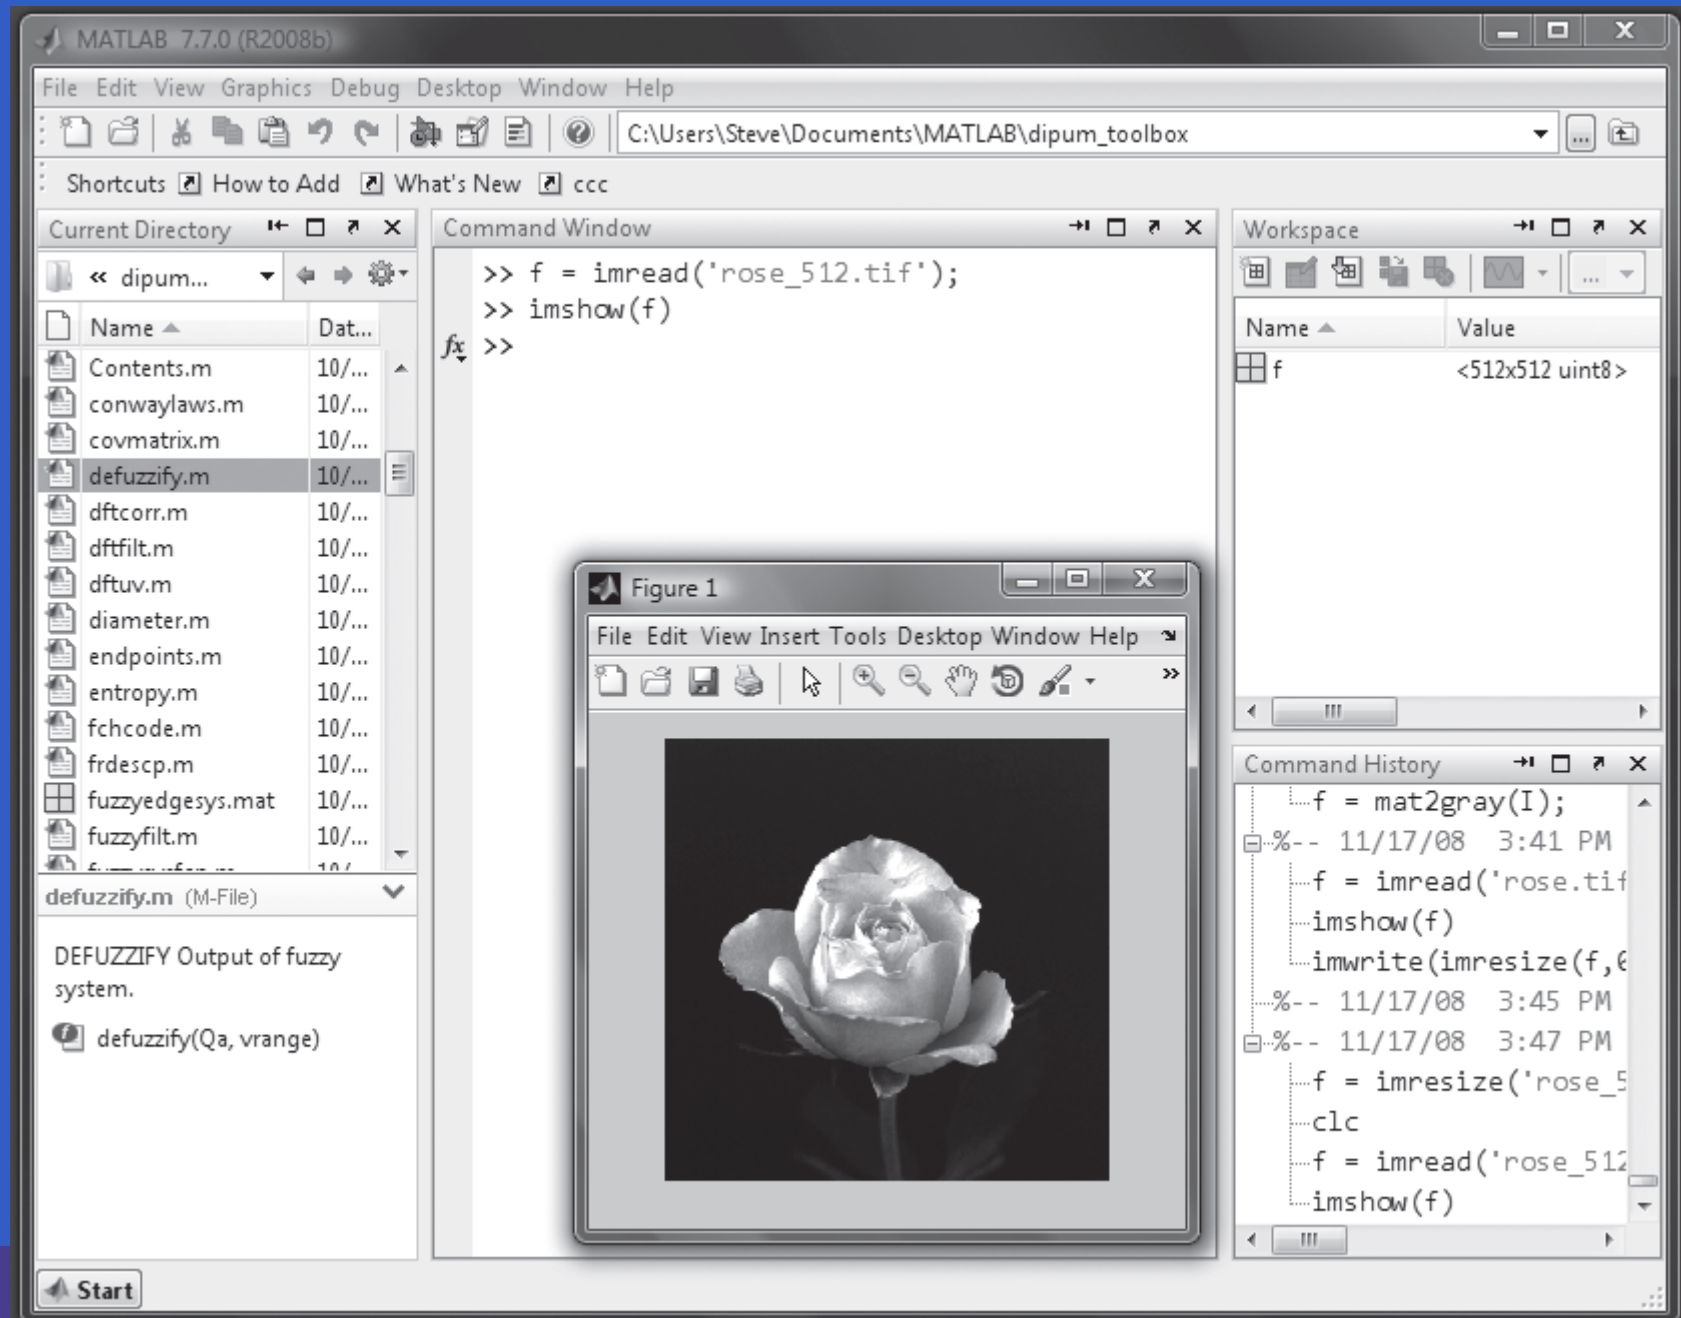 MATLAB 7.7.0 (R2008b)
File Edit View Graphics Debug Desktop Window Help
C:\Users\Steve\Documents\MATLAB\dipum_toolbox
Shortcuts How to Add What's New ccc
Current Directory
« dipum...
Name Dat...
Contents.m 10/...
conwaylaws.m 10/...
covmatrix.m 10/...
defuzzify.m 10/...
dftcorr.m 10/...
dftfilt.m 10/...
dftuv.m 10/...
diameter.m 10/...
endpoints.m 10/...
entropy.m 10/...
fchcode.m 10/...
frdescp.m 10/...
fuzzyedgesys.mat 10/...
fuzzyfilt.m 10/...
defuzzify.m (M-File)
DEFUZZIFY Output of fuzzy
system.
defuzzify(Qa, vrange)
Command Window
>> f = imread('rose_512.tif');
>> imshow(f)
fx >>
Figure 1
File Edit View Insert Tools Desktop Window Help
Workspace
...
Name Value
f <512x512 uint8>
Command History
f = mat2gray(I);
%-- 11/17/08 3:41 PM
f = imread('rose.tif
imshow(f)
imwrite(imresize(f,
%-- 11/17/08 3:45 PM
%-- 11/17/08 3:47 PM
f = imresize('rose_5
clc
f = imread('rose_512
imshow(f)
Start